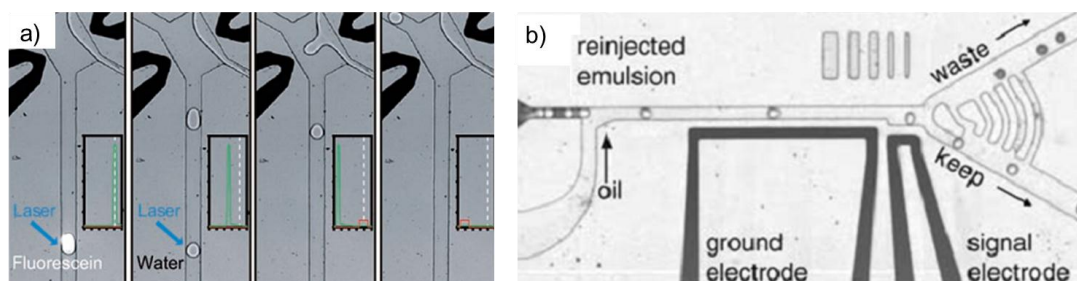 a)
Laser
Fluorescein
Laser
Water
b)
reinjected
emulsion
oil
ground
electrode
signal
electrode
waste
keep